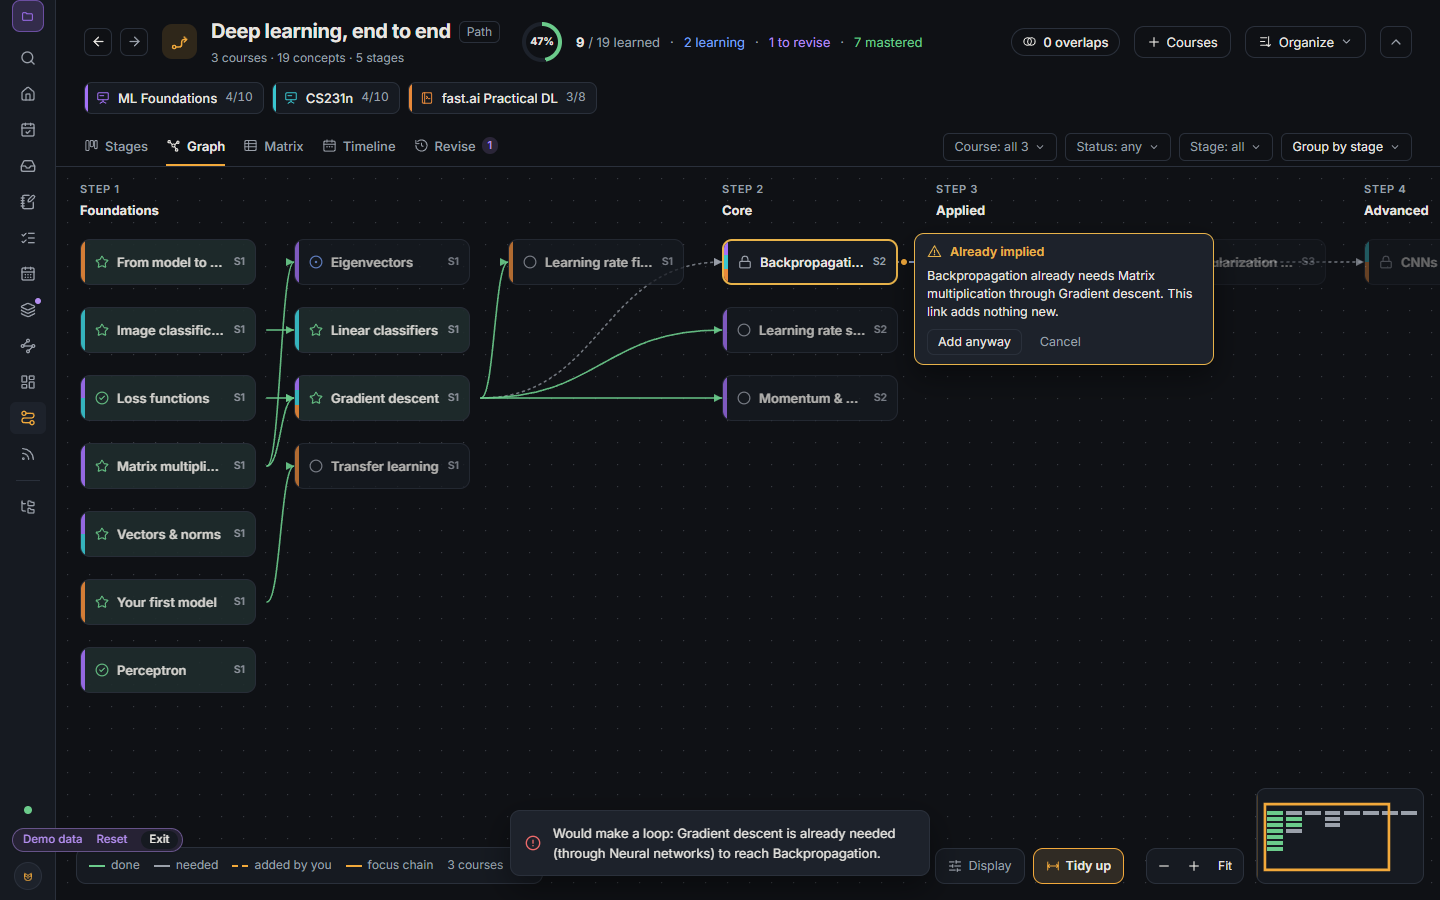 Deep learning, end to end
Path
3 courses · 19 concepts · 5 stages
47%
9 / 19 learned · 2 learning · 1 to revise · 7 mastered
0 overlaps
Courses
Organize
ML Foundations 4/10
CS231n 4/10
fast.ai Practical DL 3/8
Stages
Graph
Matrix
Timeline
Revise 1
Course: all 3
Status: any
Stage: all
Group by stage
STEP 1
Foundations
STEP 2
Core
STEP 3
Applied
STEP 4
Advanced
From model to ... S1
Eigenvectors S1
Learning rate fi... S1
Backpropagati... S2
ularization ... S3
CNNs
Already implied
Backpropagation already needs Matrix
multiplication through Gradient descent. This
link adds nothing new.
Add anyway
Cancel
Image classific... S1
Linear classifiers S1
Learning rate s... S2
Loss functions S1
Gradient descent S1
Momentum & ... S2
Matrix multipli... S1
Transfer learning S1
Vectors & norms S1
Your first model S1
Perceptron S1
Demo data
Reset
Exit
done
needed
added by you
focus chain
3 courses
Would make a loop: Gradient descent is already needed
(through Neural networks) to reach Backpropagation.
Display
Tidy up
Fit